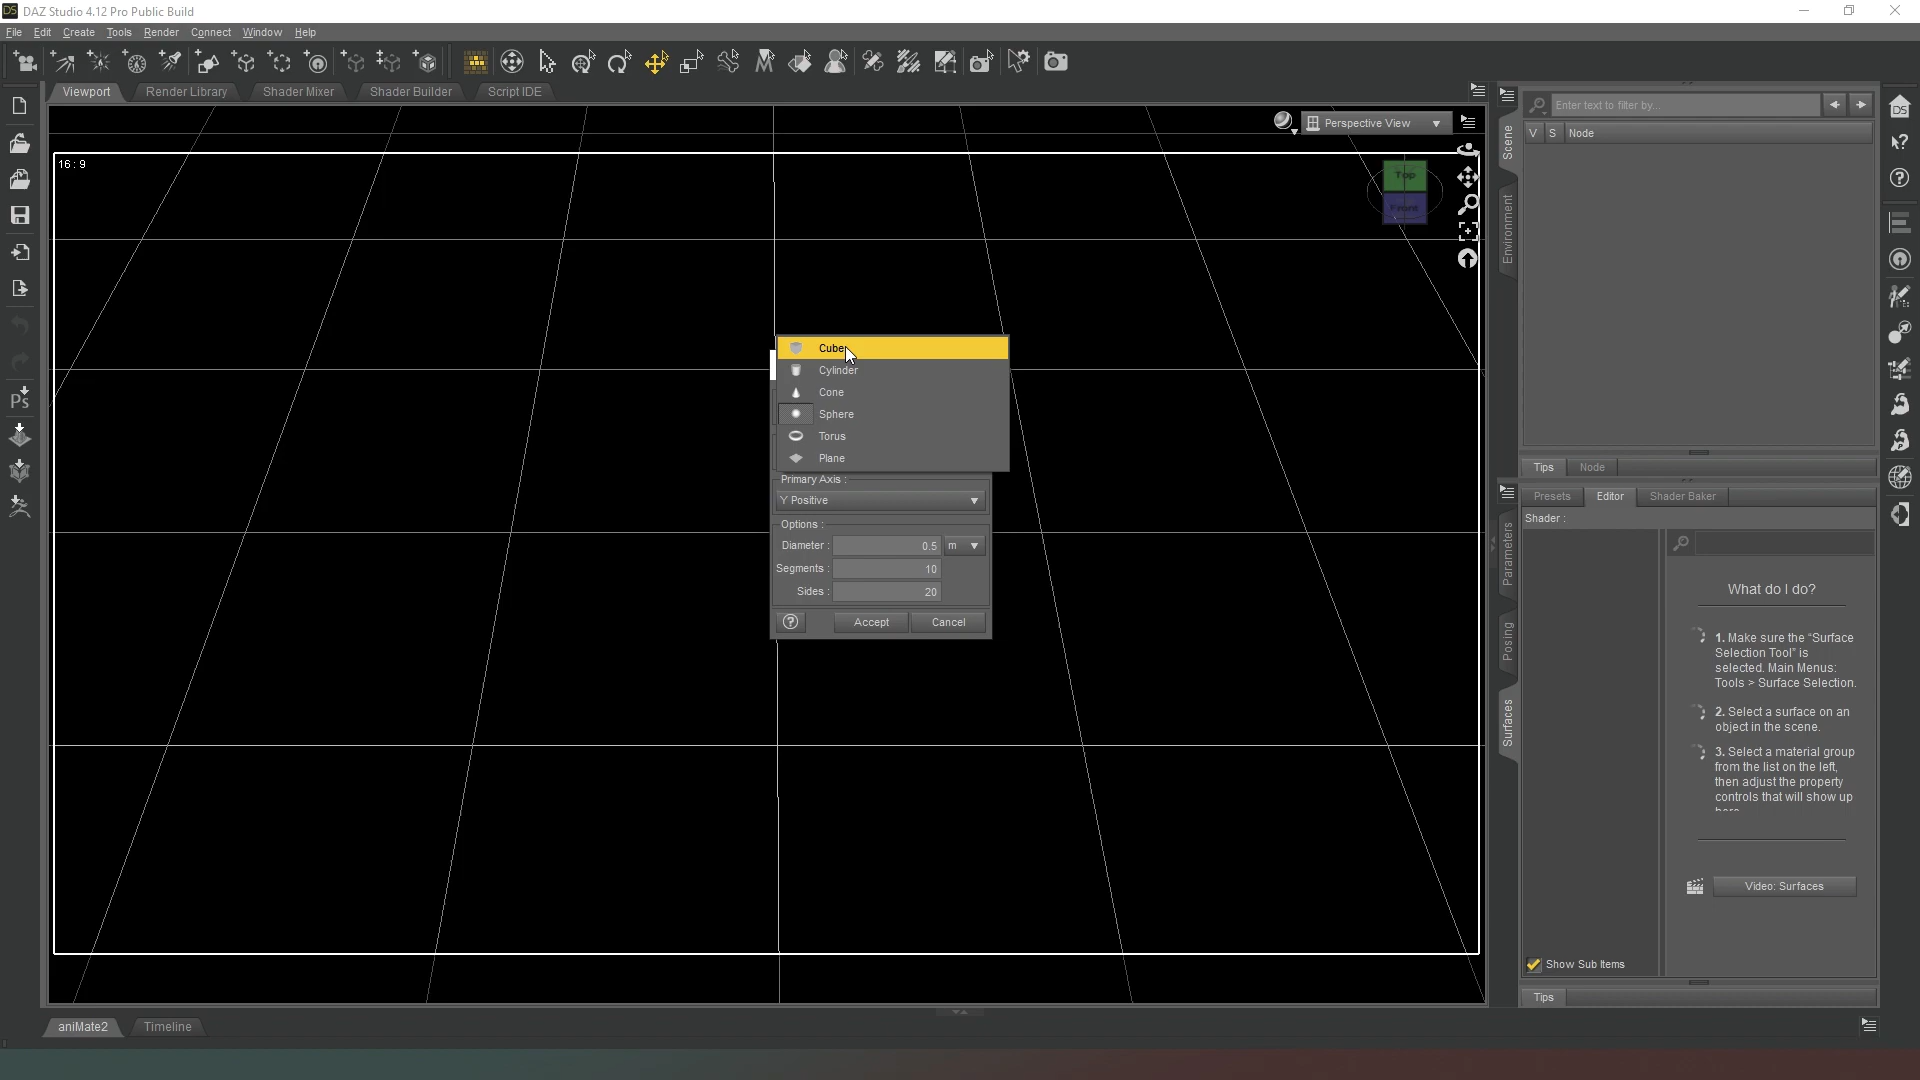 DAZ Studio 4.12 Pro Public Build
File Edit Create Tools Render Connect Window Help
Viewport Render Library Shader Mixer Shader Builder Script IDE
Perspective View
16 : 9
Top
Front
Cube
Cylinder
Cone
Sphere
Torus
Plane
Primary Axis :
Y Positive
Options :
Diameter : 0.5 m
Segments : 10
Sides : 20
Accept Cancel
Scene
Environment
Enter text to filter by...
V S Node
Tips Node
Parameters
Posing
Surfaces
Presets Editor Shader Baker
Shader :
What do I do?
1. Make sure the "Surface
Selection Tool" is
selected. Main Menus:
Tools > Surface Selection.
2. Select a surface on an
object in the scene.
3. Select a material group
from the list on the left,
then adjust the property
controls that will show up
Video: Surfaces
Show Sub Items
Tips
aniMate2 Timeline
Ps
DS